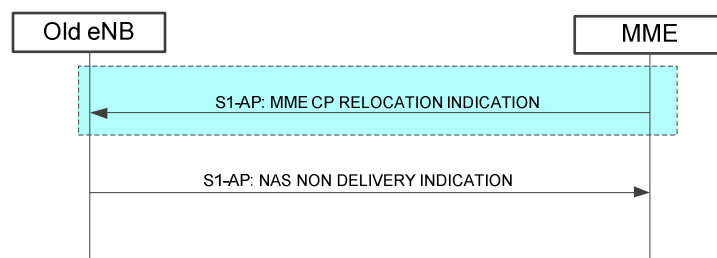 Old eNB
MME
S1-AP: MME CP RELOCATION INDICATION
S1-AP: NAS NON DELIVERY INDICATION